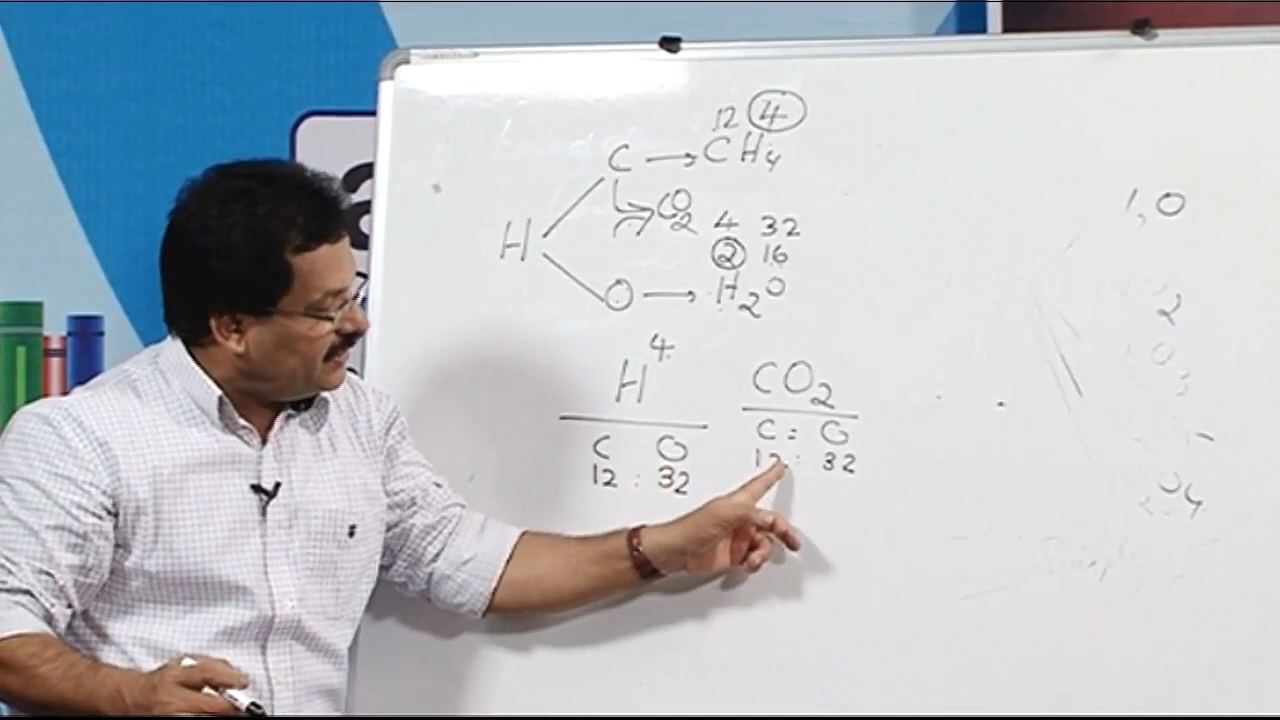 12 4
C → CH₄
CO₂
4 32
H
2 16
O → H₂O
H⁴
C O
12 : 32
CO₂
C : O
12 : 32
1, 0
2
a